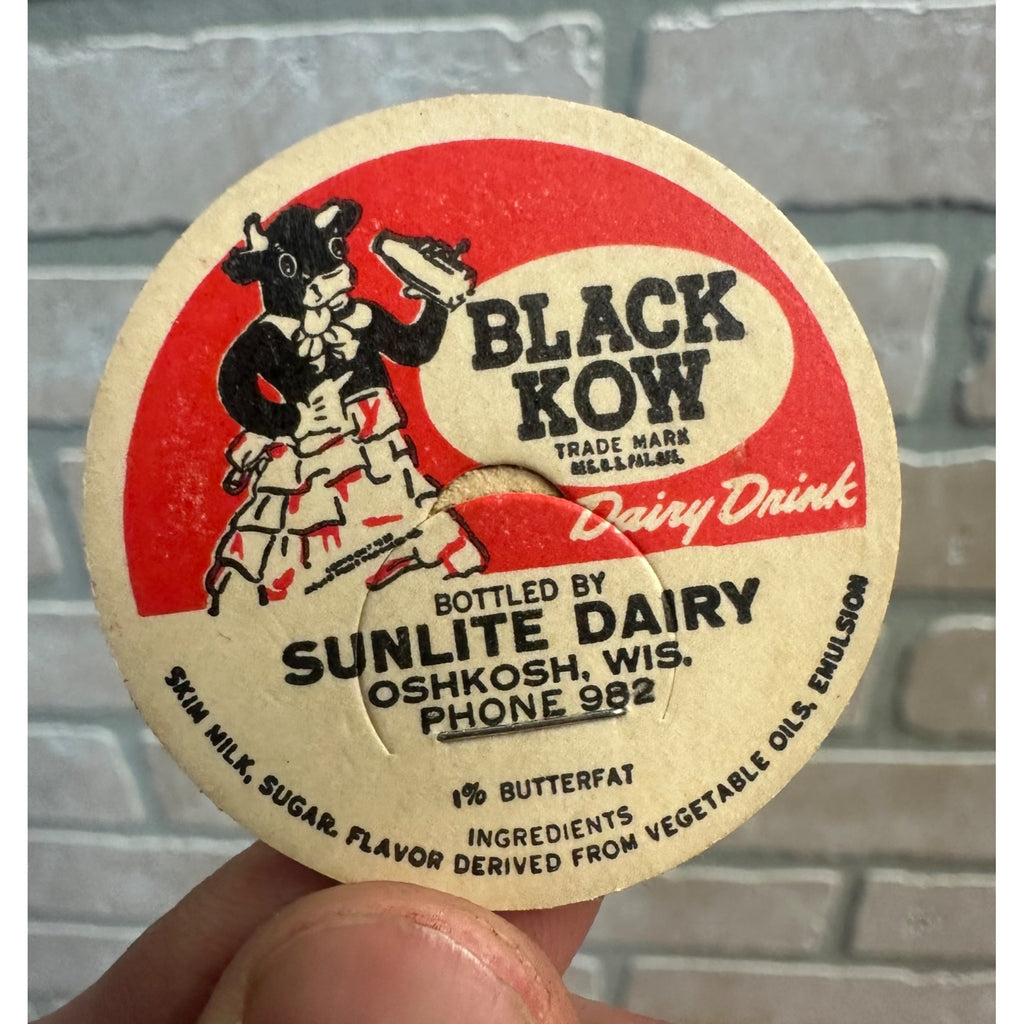 BLACK
KOW
TRADE MARK
Dairy Drink
BOTTLED BY
SUNLITE DAIRY
OSHKOSH, WIS.
PHONE 982
1% BUTTERFAT
INGREDIENTS
SKIM MILK, SUGAR, FLAVOR DERIVED FROM VEGETABLE OILS, EMULSION